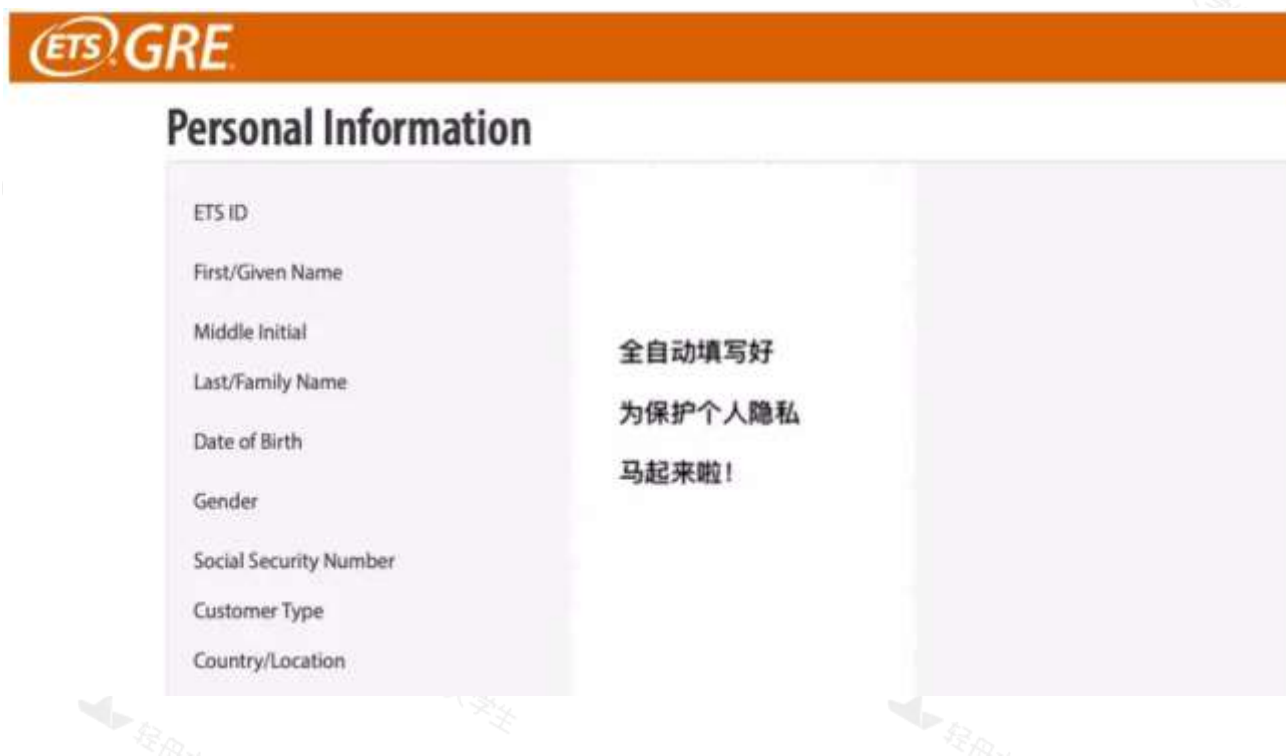 ETS GRE
Personal Information
ETS ID
First/Given Name
Middle Initial
Last/Family Name
Date of Birth
Gender
Social Security Number
Customer Type
Country/Location
全自动填写好
为保护个人隐私
马起来啦！